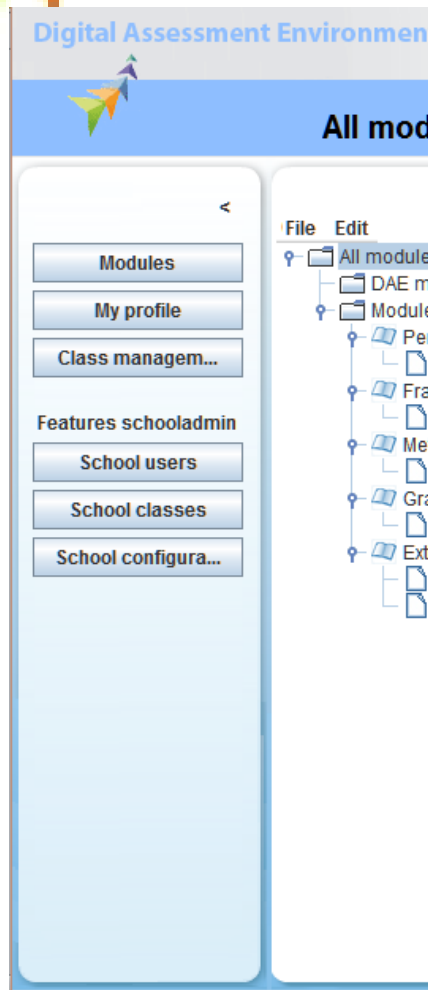 Digital Assessment Environmen
All mod
<
Modules
My profile
Class managem...
Features schooladmin
School users
School classes
School configura...
File Edit
All module
DAE m
Module
Per
Fra
Me
Gra
Ext